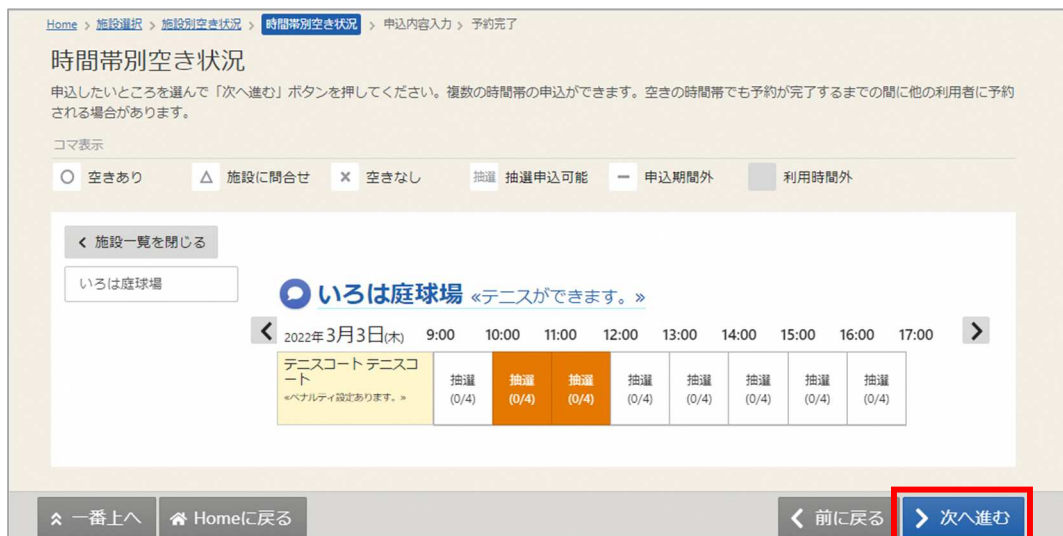 Home > 施設選択 > 施設別空き状況 > 時間帯別空き状況 > 申込内容入力 > 予約完了
時間帯別空き状況
申込したいところを選んで「次へ進む」ボタンを押してください。複数の時間帯の申込ができます。空きの時間帯でも予約が完了するまでの間に他の利用者に予約
される場合があります。
コマ表示
○ 空きあり △ 施設に問合せ × 空きなし 抽選 抽選申込可能 － 申込期間外 利用時間外
< 施設一覧を閉じる
いろは庭球場
いろは庭球場 «テニスができます。»
2022年3月3日(木) 9:00 10:00 11:00 12:00 13:00 14:00 15:00 16:00 17:00
テニスコート テニスコ
ート
«ペナルティ設定あります。»
抽選 抽選 抽選 抽選 抽選 抽選 抽選 抽選
(0/4) (0/4) (0/4) (0/4) (0/4) (0/4) (0/4) (0/4)
一番上へ Homeに戻る 前に戻る 次へ進む